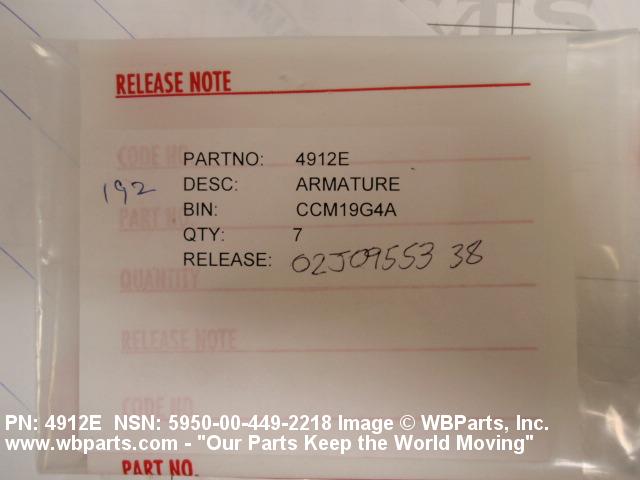 RELEASE NOTE
CODE NO.
PARTNO: 4912E
192
DESC: ARMATURE
PART NO.
BIN: CCM19G4A
QTY: 7
RELEASE: 02J09553 38
QUANTITY
RELEASE NOTE
CODE NO.
PN: 4912E NSN: 5950-00-449-2218 Image © WBParts, Inc.
www.wbparts.com - "Our Parts Keep the World Moving"
PART NO.